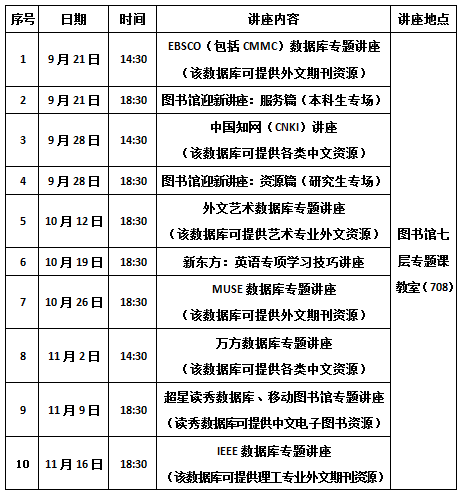 序号 日期 时间 讲座内容 讲座地点
1 9月21日 14:30 EBSCO（包括CMMC）数据库专题讲座
（该数据库可提供外文期刊资源）
2 9月21日 18:30 图书馆迎新讲座：服务篇（本科生专场）
3 9月28日 14:30 中国知网（CNKI）讲座
（该数据库可提供各类中文资源）
4 9月28日 18:30 图书馆迎新讲座：资源篇（研究生专场）
5 10月12日 18:30 外文艺术数据库专题讲座
（该数据库可提供艺术专业外文资源）
6 10月19日 18:30 新东方：英语专项学习技巧讲座
7 10月26日 18:30 MUSE数据库专题讲座
（该数据库可提供外文期刊资源）
8 11月2日 14:30 万方数据库专题讲座
（该数据库可提供各类中文资源）
9 11月9日 18:30 超星读秀数据库、移动图书馆专题讲座
（读秀数据库可提供中文电子图书资源）
10 11月16日 18:30 IEEE数据库专题讲座
（该数据库可提供理工专业外文期刊资源）
图书馆七
层专题课
教室（708）